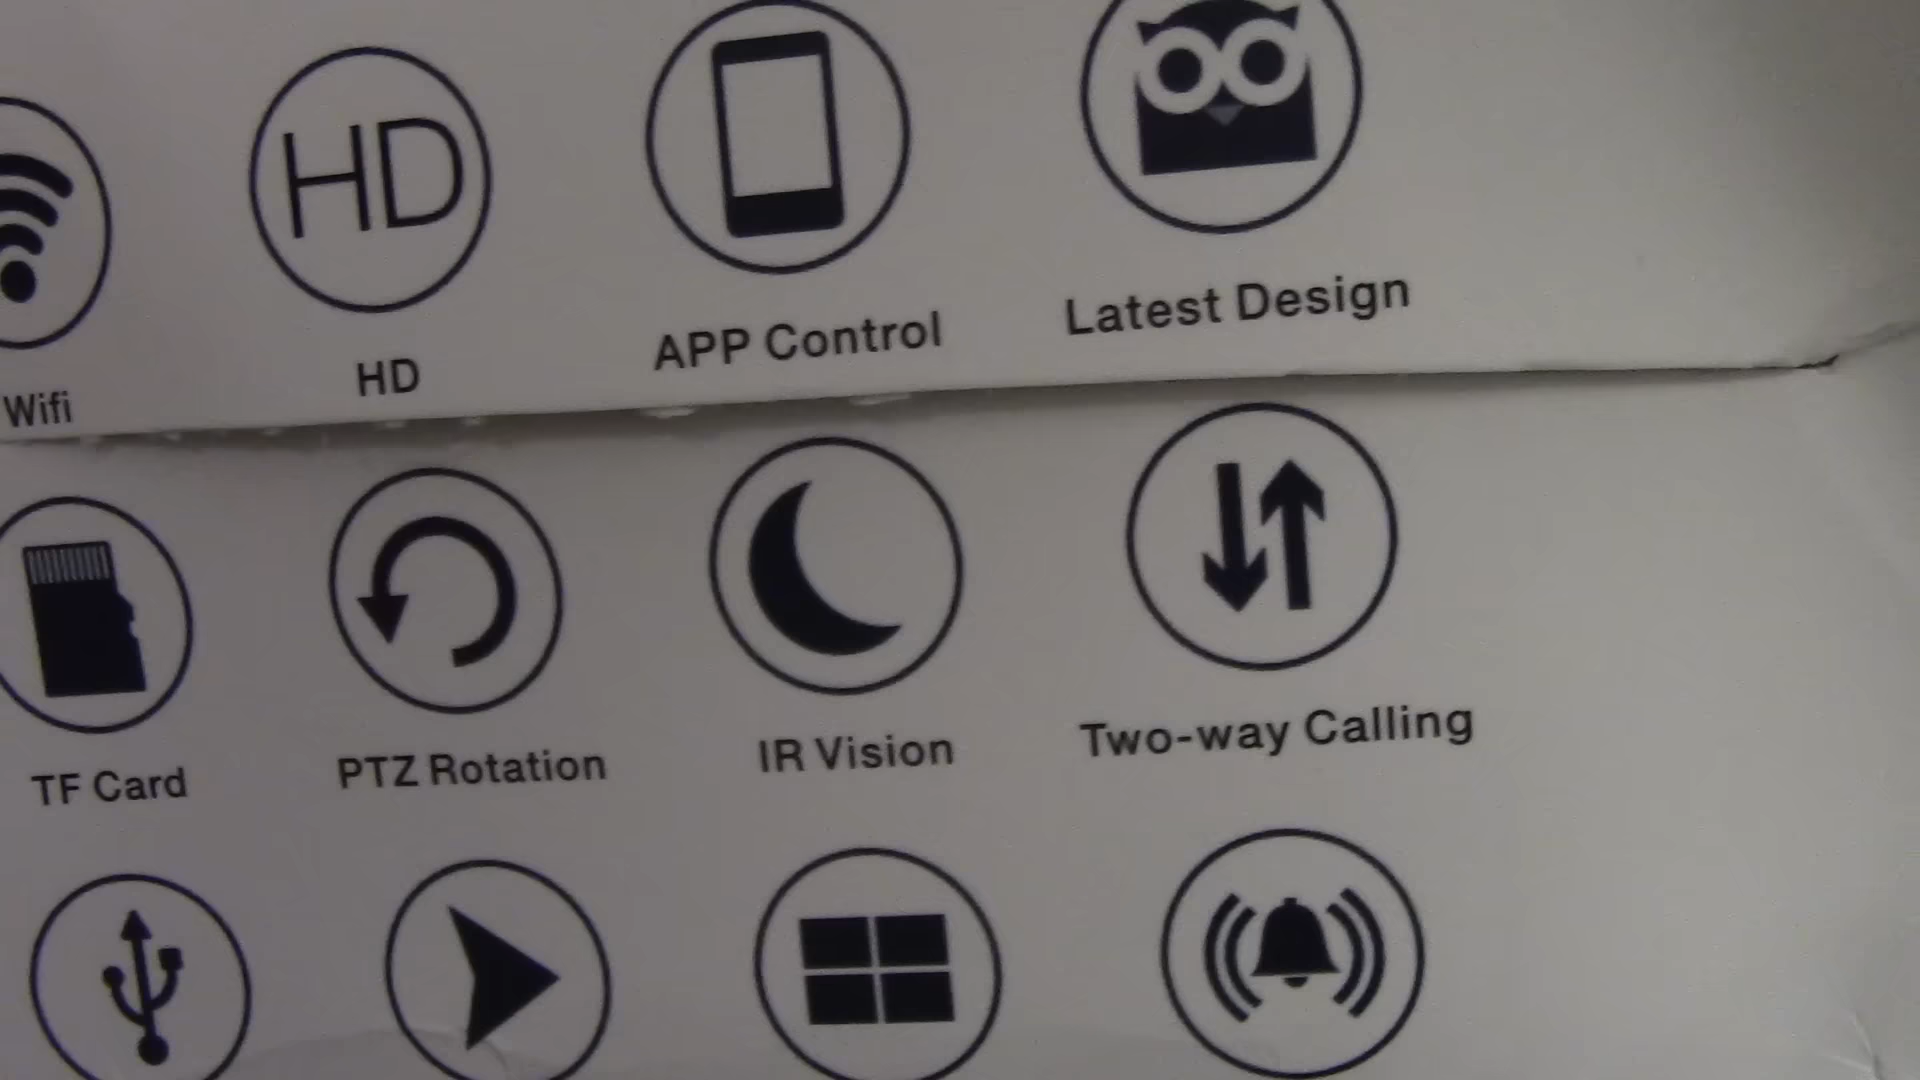 HD
Wifi
HD
APP Control
Latest Design
TF Card
PTZ Rotation
IR Vision
Two-way Calling